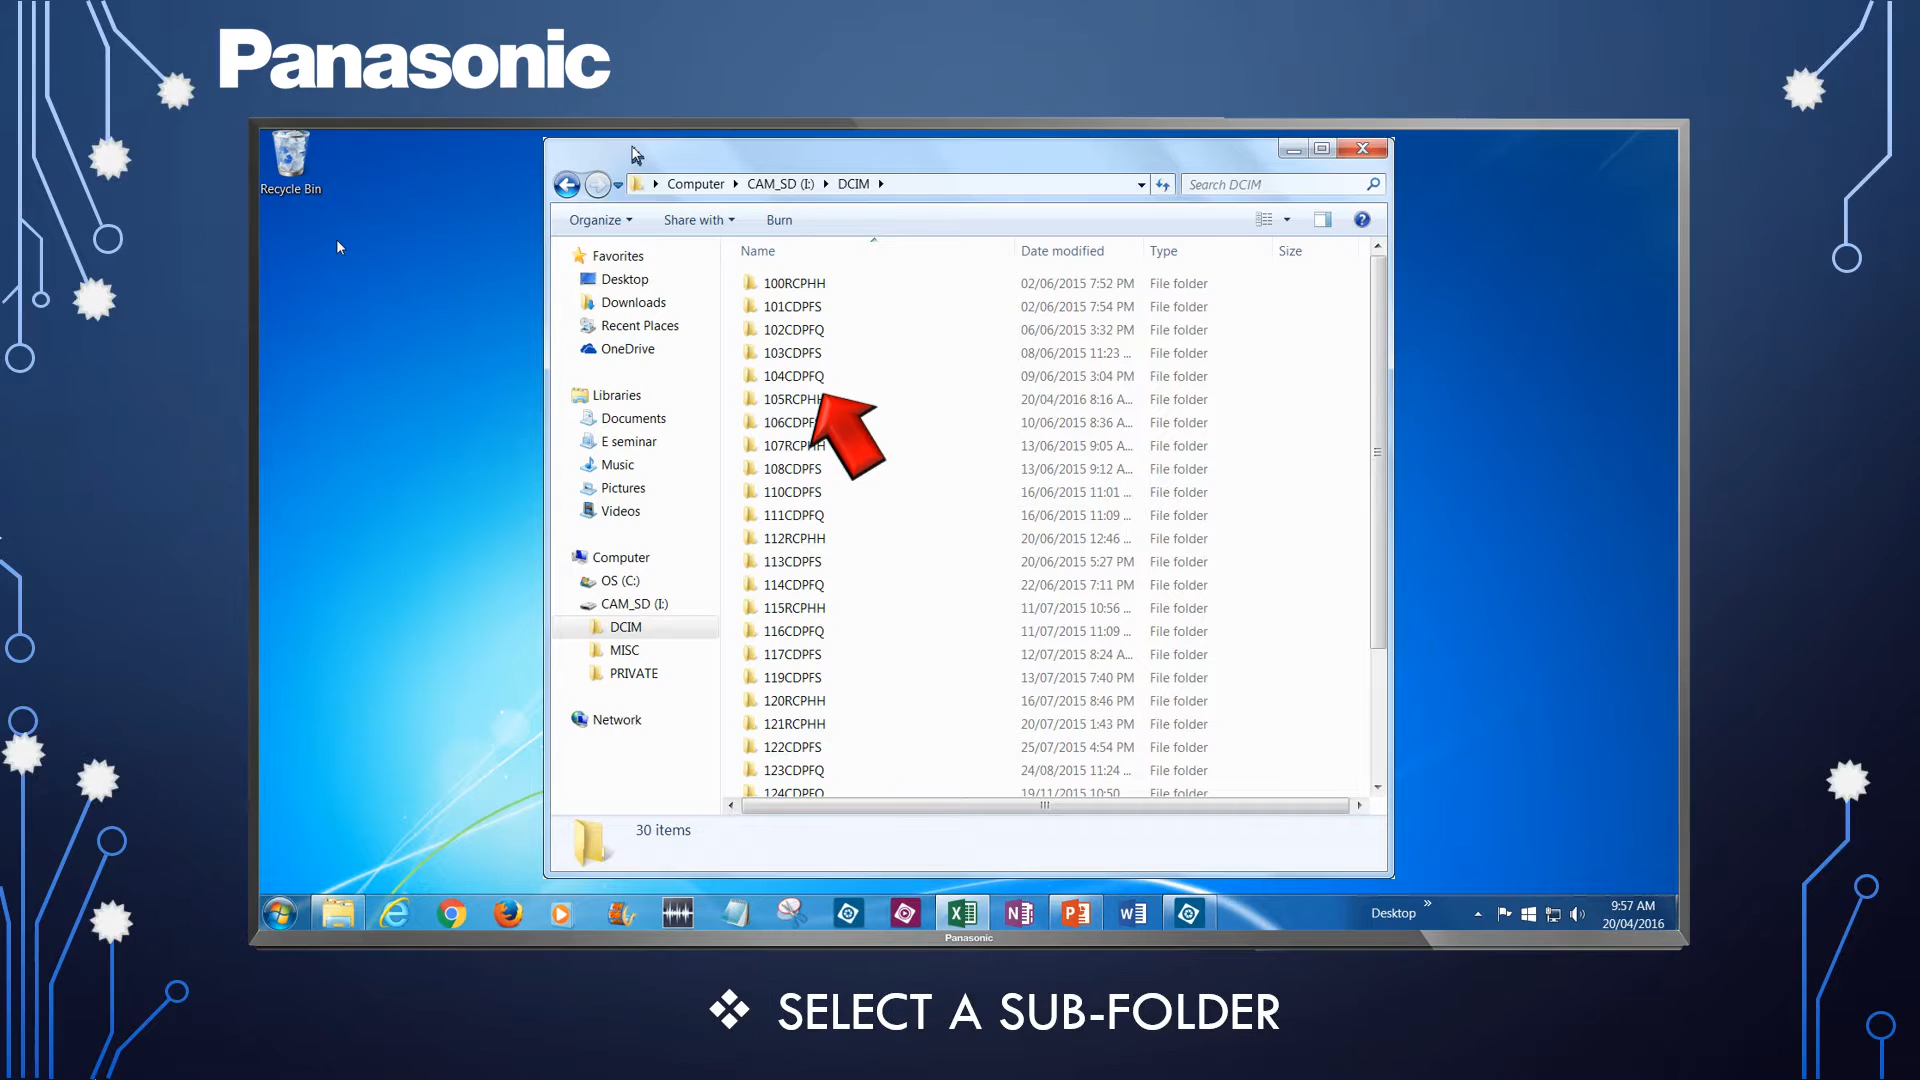 Panasonic
Recycle Bin
Computer CAM_SD (I:) DCIM
Search DCIM
Organize Share with Burn
Favorites
Desktop
Downloads
Recent Places
OneDrive
Libraries
Documents
E seminar
Music
Pictures
Videos
Computer
OS (C:)
CAM_SD (I:)
DCIM
MISC
PRIVATE
Network
Name Date modified Type Size
100RCPHH 02/06/2015 7:52 PM File folder
101CDPFS 02/06/2015 7:54 PM File folder
102CDPFQ 06/06/2015 3:32 PM File folder
103CDPFS 08/06/2015 11:23 ... File folder
104CDPFQ 09/06/2015 3:04 PM File folder
105RCPHH 20/04/2016 8:16 A... File folder
106CDPF 10/06/2015 8:36 A... File folder
107RCPHH 13/06/2015 9:05 A... File folder
108CDPFS 13/06/2015 9:12 A... File folder
110CDPFS 16/06/2015 11:01 ... File folder
111CDPFQ 16/06/2015 11:09 ... File folder
112RCPHH 20/06/2015 12:46 ... File folder
113CDPFS 20/06/2015 5:27 PM File folder
114CDPFQ 22/06/2015 7:11 PM File folder
115RCPHH 11/07/2015 10:56 ... File folder
116CDPFQ 11/07/2015 11:09 ... File folder
117CDPFS 12/07/2015 8:24 A... File folder
119CDPFS 13/07/2015 7:40 PM File folder
120RCPHH 16/07/2015 8:46 PM File folder
121RCPHH 20/07/2015 1:43 PM File folder
122CDPFS 25/07/2015 4:54 PM File folder
123CDPFQ 24/08/2015 11:24 ... File folder
124CDPFQ 19/11/2015 10:50 File folder
30 items
Desktop
9:57 AM
20/04/2016
Panasonic
SELECT A SUB-FOLDER